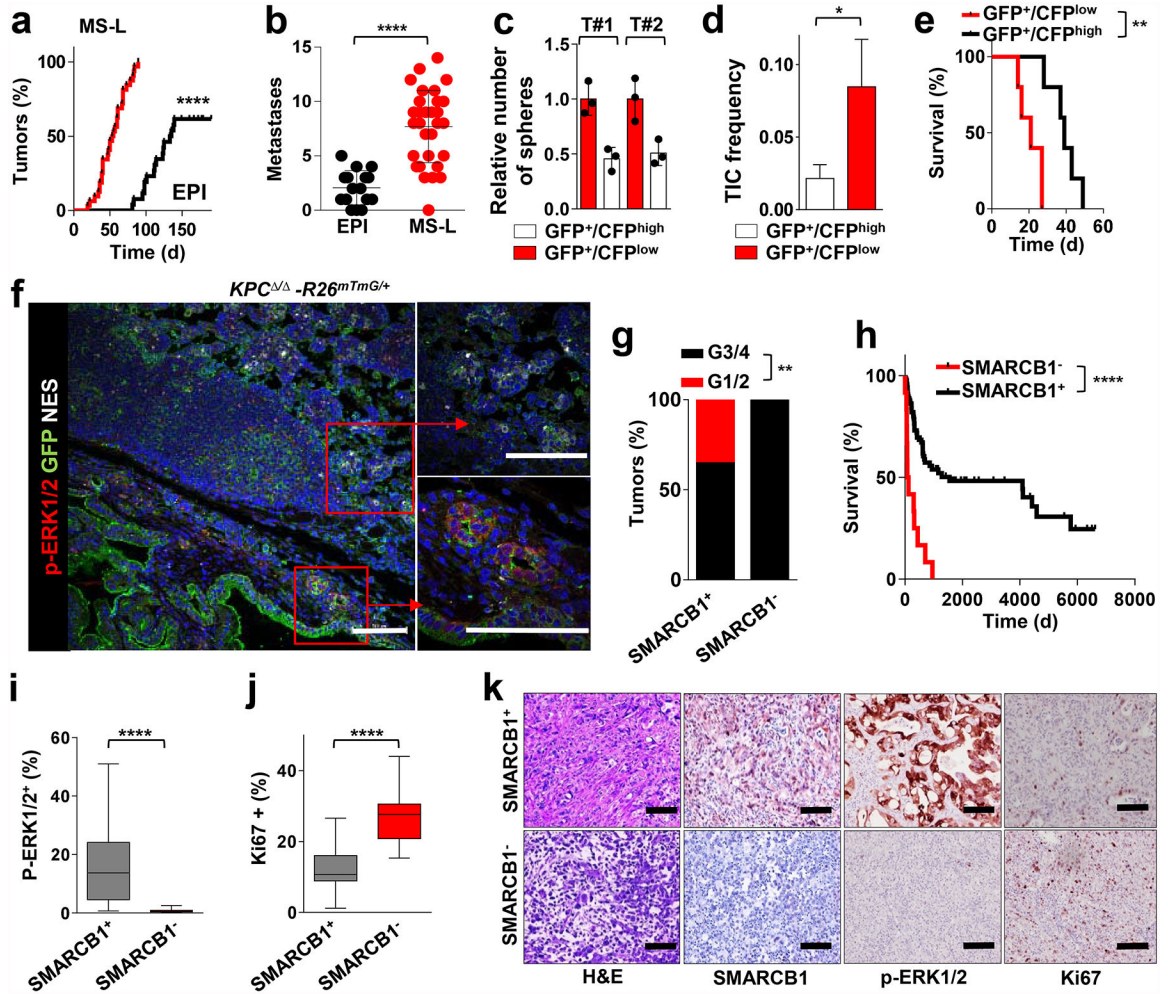 a
MS-L
Tumors (%)
100
50
0
****
EPI
0 50 100 150
Time (d)
b
****
Metastases
15
10
5
0
EPI MS-L
c
T#1 T#2
Relative number
of spheres
1.5
1.0
0.5
0.0
GFP+/CFPhigh
GFP+/CFPlow
d
*
TIC frequency
0.10
0.05
0.00
GFP+/CFPhigh
GFP+/CFPlow
e
GFP+/CFPlow
GFP+/CFPhigh
**
Survival (%)
100
50
0
0 20 40 60
Time (d)
f
KPCΔ/Δ -R26mTmG/+
p-ERK1/2 GFP NES
g
G3/4
G1/2
**
Tumors (%)
100
50
0
SMARCB1+
SMARCB1-
h
SMARCB1-
SMARCB1+
****
Survival (%)
100
50
0
0 2000 4000 6000 8000
Time (d)
i
****
P-ERK1/2+ (%)
60
40
20
0
SMARCB1+
SMARCB1-
j
****
Ki67 + (%)
40
20
0
SMARCB1+
SMARCB1-
k
SMARCB1+
SMARCB1-
H&E SMARCB1 p-ERK1/2 Ki67